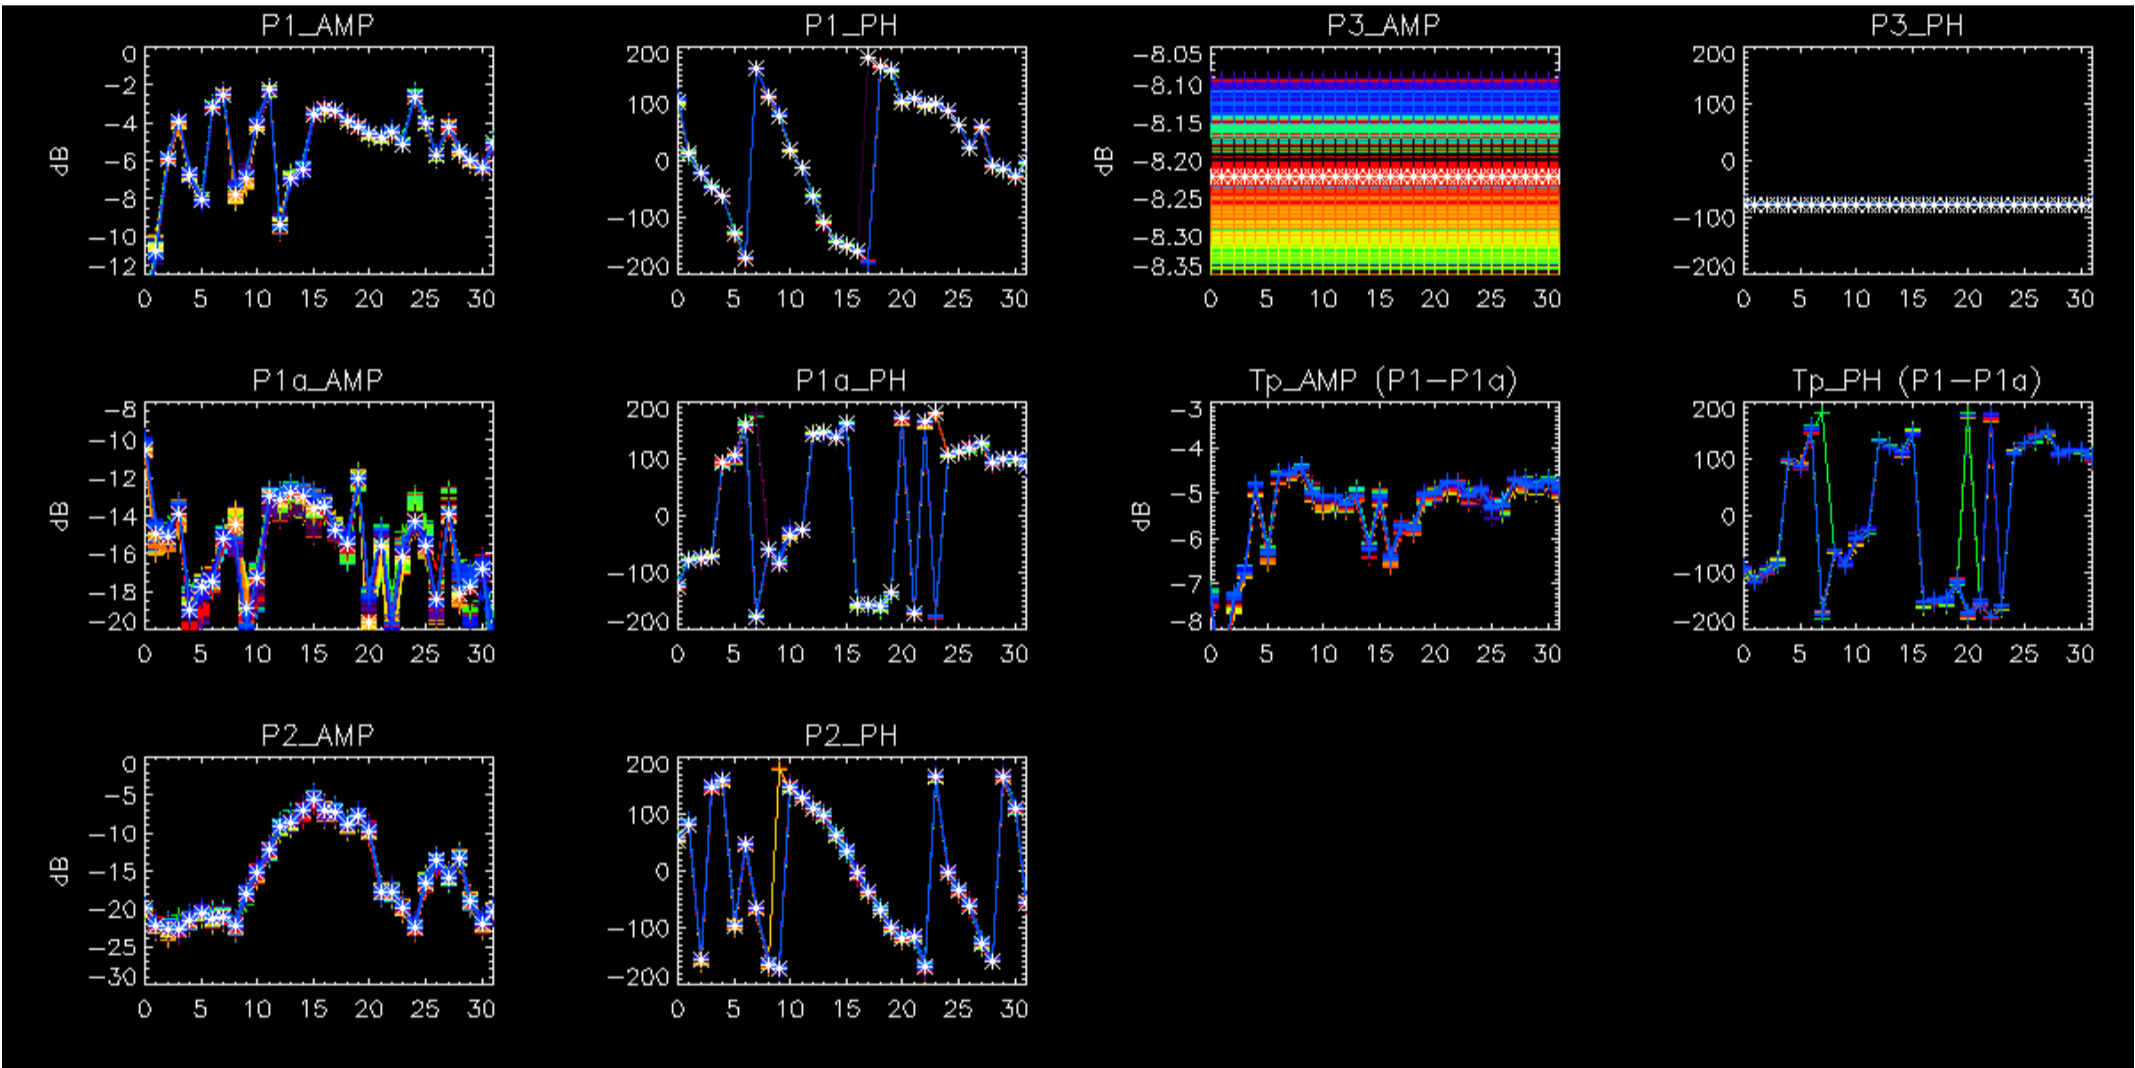 P1_AMP
P1_PH
P3_AMP
P3_PH
dB
0
-2
-4
-6
-8
-10
-12
0 5 10 15 20 25 30
200
100
0
-100
-200
0 5 10 15 20 25 30
dB
-8.05
-8.10
-8.15
-8.20
-8.25
-8.30
-8.35
0 5 10 15 20 25 30
200
100
0
-100
-200
0 5 10 15 20 25 30
P1a_AMP
P1a_PH
Tp_AMP (P1-P1a)
Tp_PH (P1-P1a)
dB
-8
-10
-12
-14
-16
-18
-20
0 5 10 15 20 25 30
200
100
0
-100
-200
0 5 10 15 20 25 30
dB
-3
-4
-5
-6
-7
-8
0 5 10 15 20 25 30
200
100
0
-100
-200
0 5 10 15 20 25 30
P2_AMP
P2_PH
dB
0
-5
-10
-15
-20
-25
-30
0 5 10 15 20 25 30
200
100
0
-100
-200
0 5 10 15 20 25 30